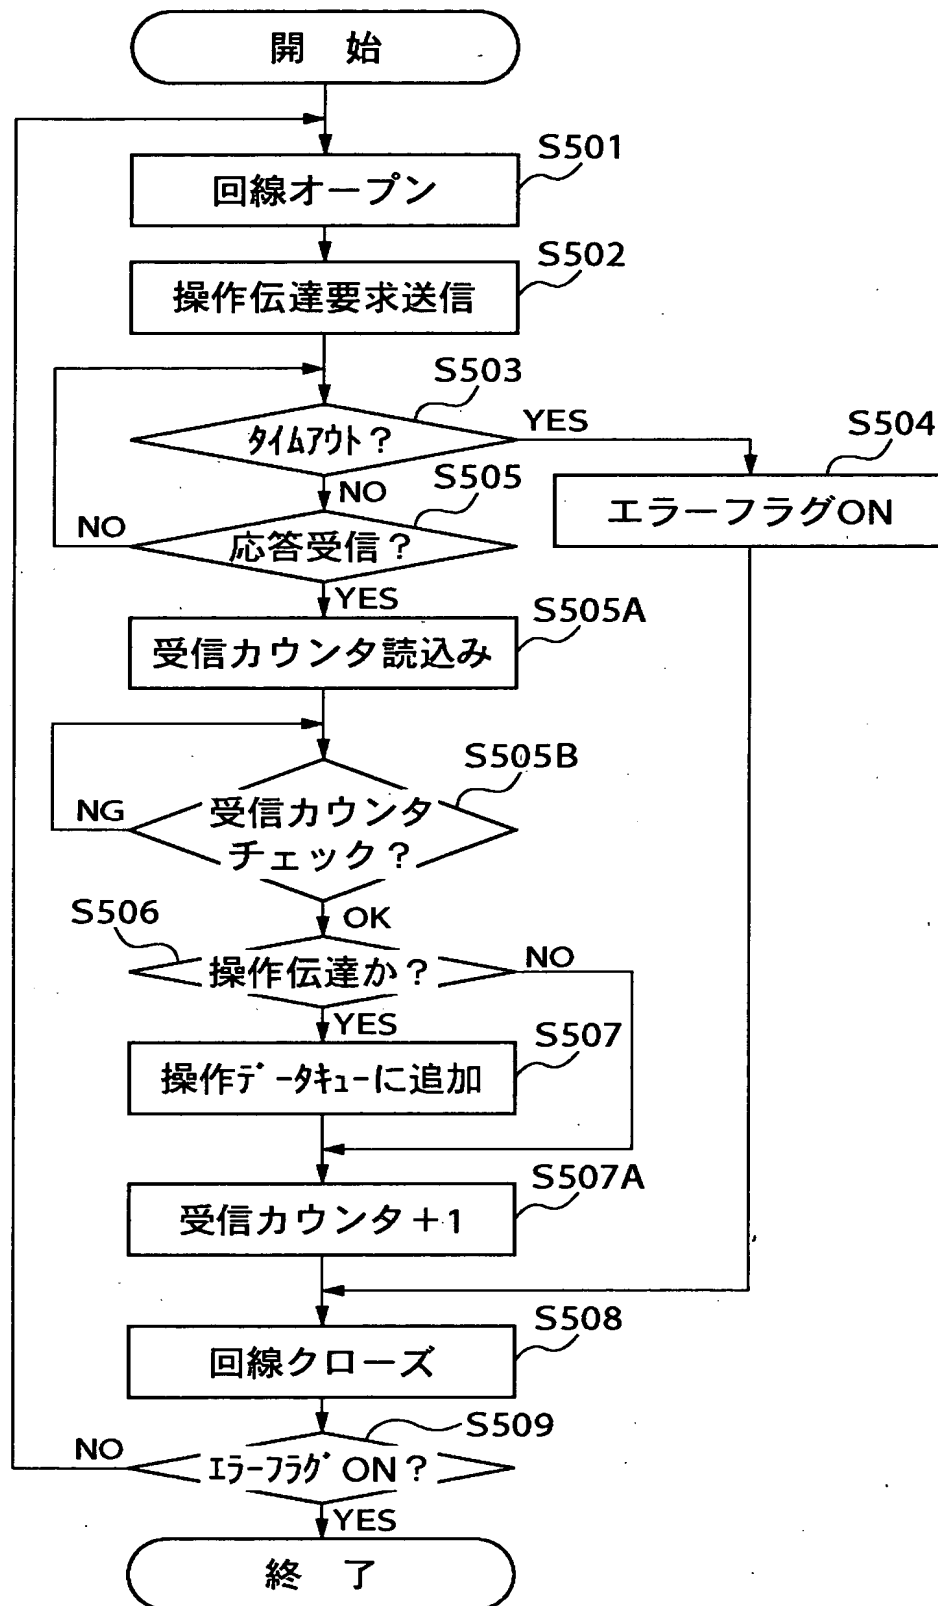 開 始
S501
回線オープン
S502
操作伝達要求送信
S503
タイムアウト?
YES
S504
エラーフラグON
NO
S505
応答受信?
NO
YES
S505A
受信カウンタ読込み
S505B
受信カウンタ
チェック?
NG
OK
S506
操作伝達か?
NO
YES
S507
操作データキューに追加
S507A
受信カウンタ+1
S508
回線クローズ
S509
エラーフラグON?
NO
YES
終 了